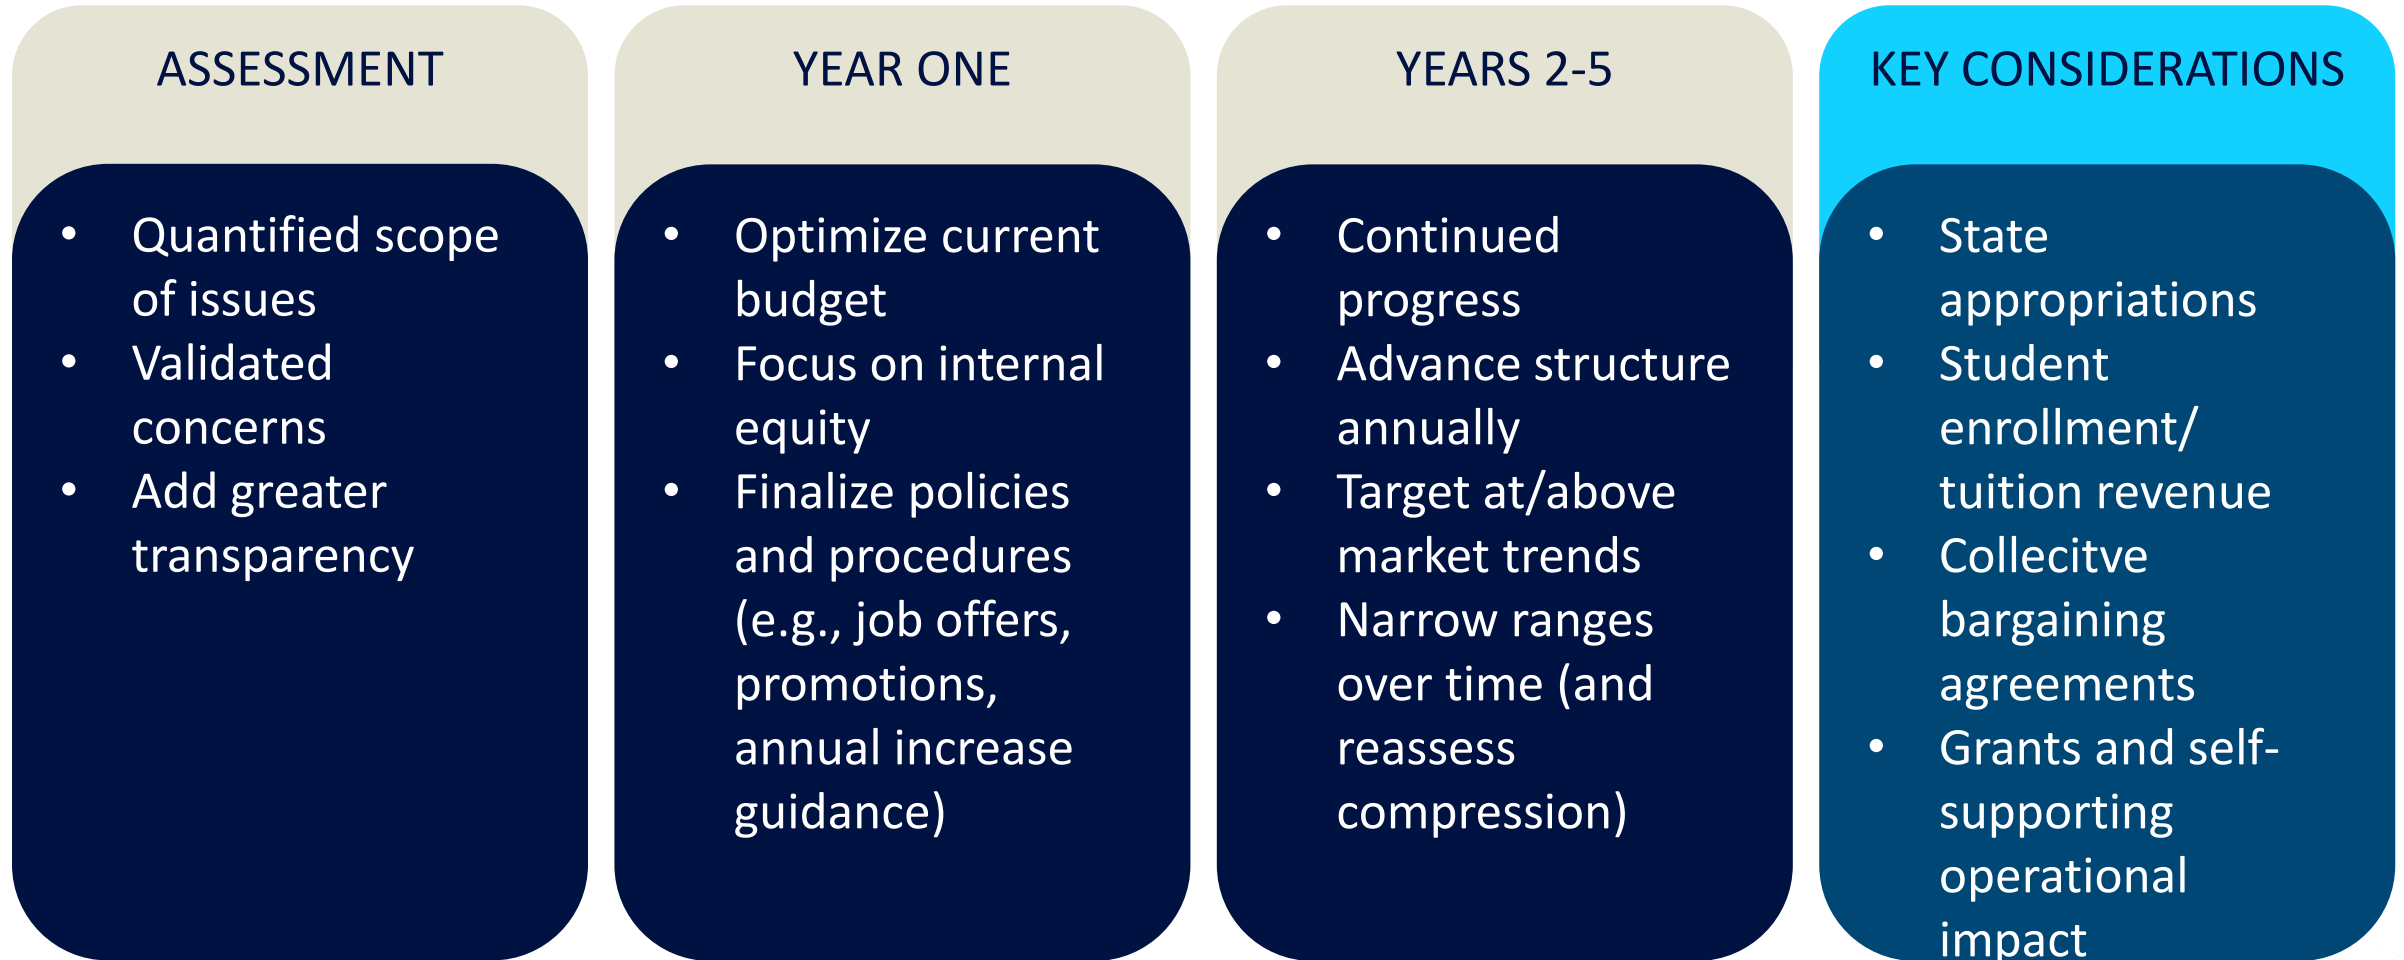 ASSESSMENT
• Quantified scope
of issues
• Validated
concerns
• Add greater
transparency
YEAR ONE
• Optimize current
budget
• Focus on internal
equity
• Finalize policies
and procedures
(e.g., job offers,
promotions,
annual increase
guidance)
YEARS 2-5
• Continued
progress
• Advance structure
annually
• Target at/above
market trends
• Narrow ranges
over time (and
reassess
compression)
KEY CONSIDERATIONS
• State
appropriations
• Student
enrollment/
tuition revenue
• Collecitve
bargaining
agreements
• Grants and self-
supporting
operational
impact